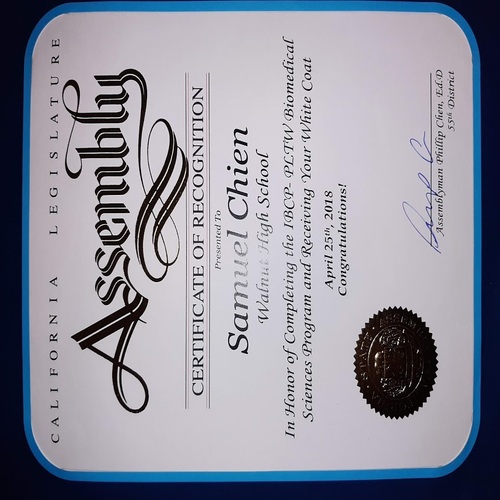 CALIFORNIA LEGISLATURE
Assembly
CERTIFICATE OF RECOGNITION
Presented To
Samuel Chien
Walnut High School
In Honor of Completing the IBCP- PLTW Biomedical
Sciences Program and Receiving Your White Coat
April 25th, 2018
Congratulations!
Assemblyman Phillip Chen, Ed.D
55th District